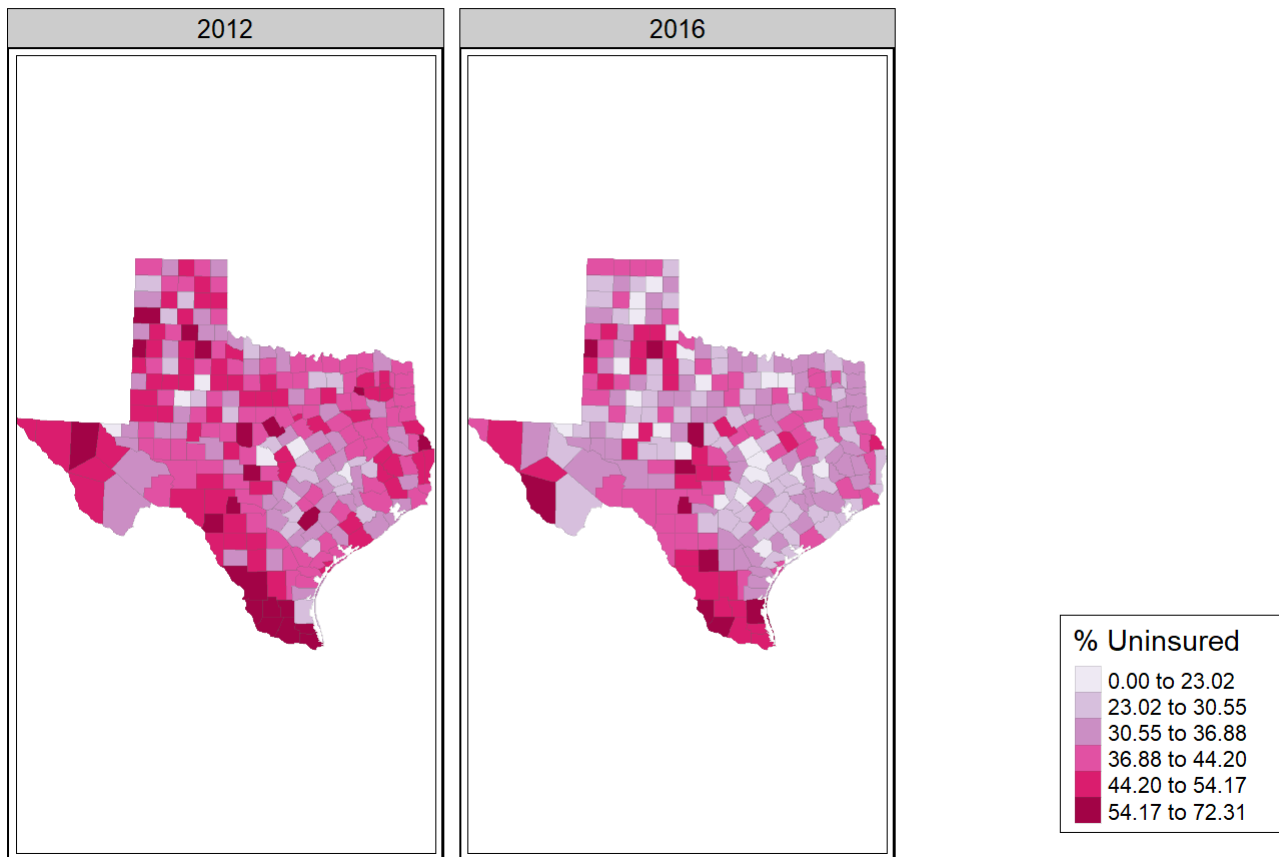 2012
2016
% Uninsured
0.00 to 23.02
23.02 to 30.55
30.55 to 36.88
36.88 to 44.20
44.20 to 54.17
54.17 to 72.31